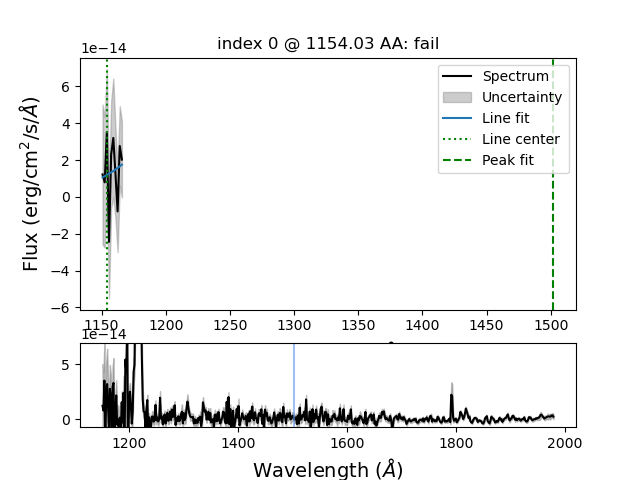 index 0 @ 1154.03 AA: fail
1e−14
6
4
2
0
−2
−4
−6
Flux (erg/cm²/s/Å)
Spectrum
Uncertainty
Line fit
Line center
Peak fit
1150 1200 1250 1300 1350 1400 1450 1500
1e−14
5
0
1200 1400 1600 1800 2000
Wavelength (Å)